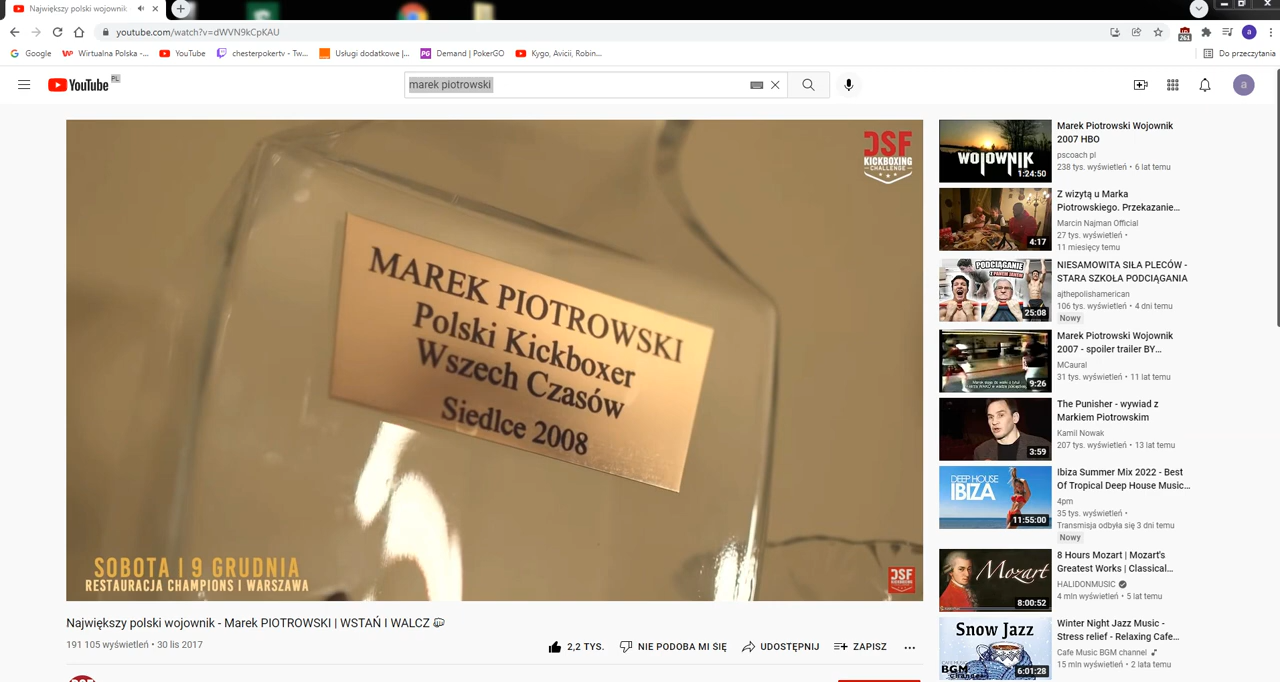 Największy polski wojownik
youtube.com/watch?v=dWVN9kCpKAU
261
a
Google
Wirtualna Polska -...
YouTube
chesterpokertv - Tw...
Usługi dodatkowe |...
Demand | PokerGO
Kygo, Avicii, Robin...
Do przeczytania
YouTube PL
marek piotrowski
a
DSF
KICKBOXING
CHALLENGE
MAREK PIOTROWSKI
Polski Kickboxer
Wszech Czasów
Siedlce 2008
SOBOTA | 9 GRUDNIA
RESTAURACJA CHAMPIONS I WARSZAWA
DSF
Największy polski wojownik - Marek PIOTROWSKI | WSTAŃ I WALCZ
191 105 wyświetleń • 30 lis 2017
2,2 TYS.
NIE PODOBA MI SIĘ
UDOSTĘPNIJ
ZAPISZ
WOJOWNIK
1:24:50
Marek Piotrowski Wojownik
2007 HBO
pscoach pl
238 tys. wyświetleń • 6 lat temu
4:17
Z wizytą u Marka
Piotrowskiego. Przekazanie...
Marcin Najman Official
27 tys. wyświetleń •
11 miesięcy temu
PODCIĄGANIE
25:08
NIESAMOWITA SIŁA PLECÓW -
STARA SZKOŁA PODCIĄGANIA
ajthepolishamerican
106 tys. wyświetleń • 4 dni temu
Nowy
9:26
Marek Piotrowski Wojownik
2007 - spoiler trailer BY...
MCaural
31 tys. wyświetleń • 11 lat temu
3:59
The Punisher - wywiad z
Markiem Piotrowskim
Kamil Nowak
207 tys. wyświetleń • 13 lat temu
DEEP HOUSE
IBIZA
11:55:00
Ibiza Summer Mix 2022 - Best
Of Tropical Deep House Music...
4pm
35 tys. wyświetleń •
Transmisja odbyła się 3 dni temu
Nowy
Mozart
8:00:52
8 Hours Mozart | Mozart's
Greatest Works | Classical...
HALIDONMUSIC
4 mln wyświetleń • 5 lat temu
Snow Jazz
CAFE MUSIC
BGM
channel
6:01:28
Winter Night Jazz Music -
Stress relief - Relaxing Cafe...
Cafe Music BGM channel
15 mln wyświetleń • 2 lata temu